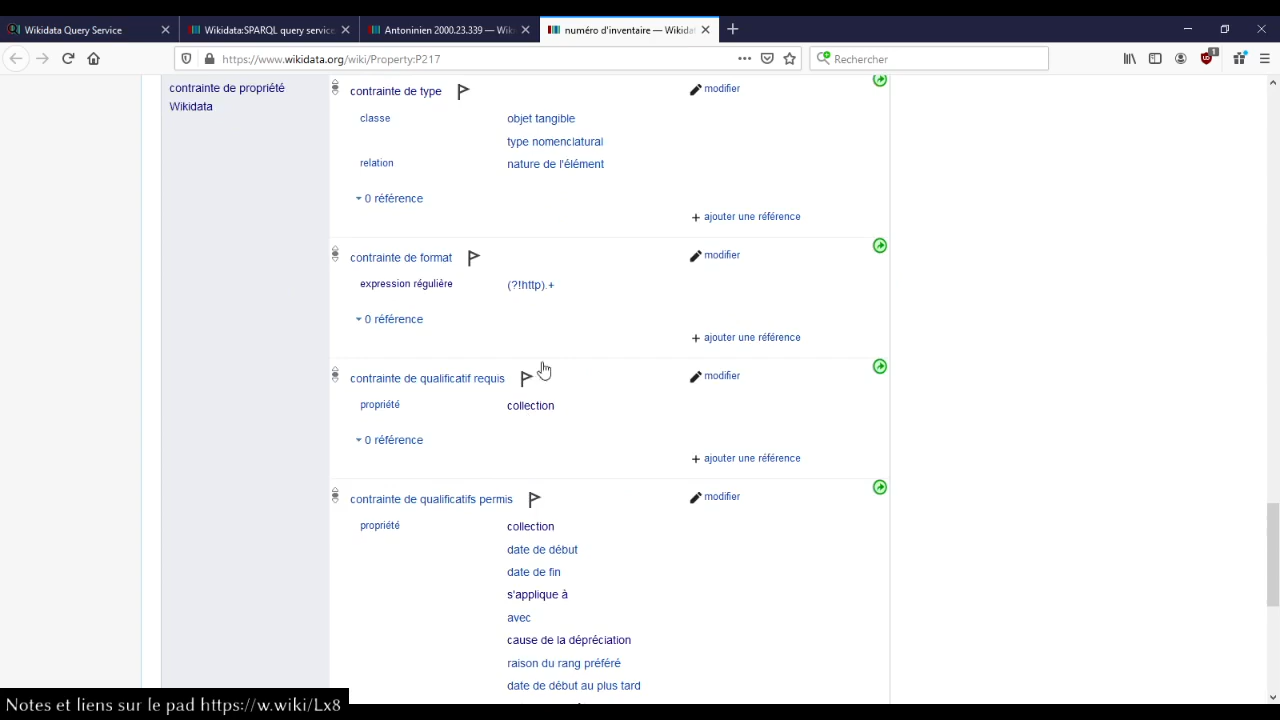 Wikidata Query Service
Wikidata:SPARQL query service
Antoninien 2000.23.339 — Wikid
numéro d'inventaire — Wikida
https://www.wikidata.org/wiki/Property:P217
Rechercher
1
contrainte de propriété
Wikidata
contrainte de type
modifier
classe
objet tangible
type nomenclatural
relation
nature de l'élément
0 référence
+ ajouter une référence
contrainte de format
modifier
expression régulière
(?!http).+
0 référence
+ ajouter une référence
contrainte de qualificatif requis
modifier
propriété
collection
0 référence
+ ajouter une référence
contrainte de qualificatifs permis
modifier
propriété
collection
date de début
date de fin
s'applique à
avec
cause de la dépréciation
raison du rang préféré
date de début au plus tard
Notes et liens sur le pad https://w.wiki/Lx8